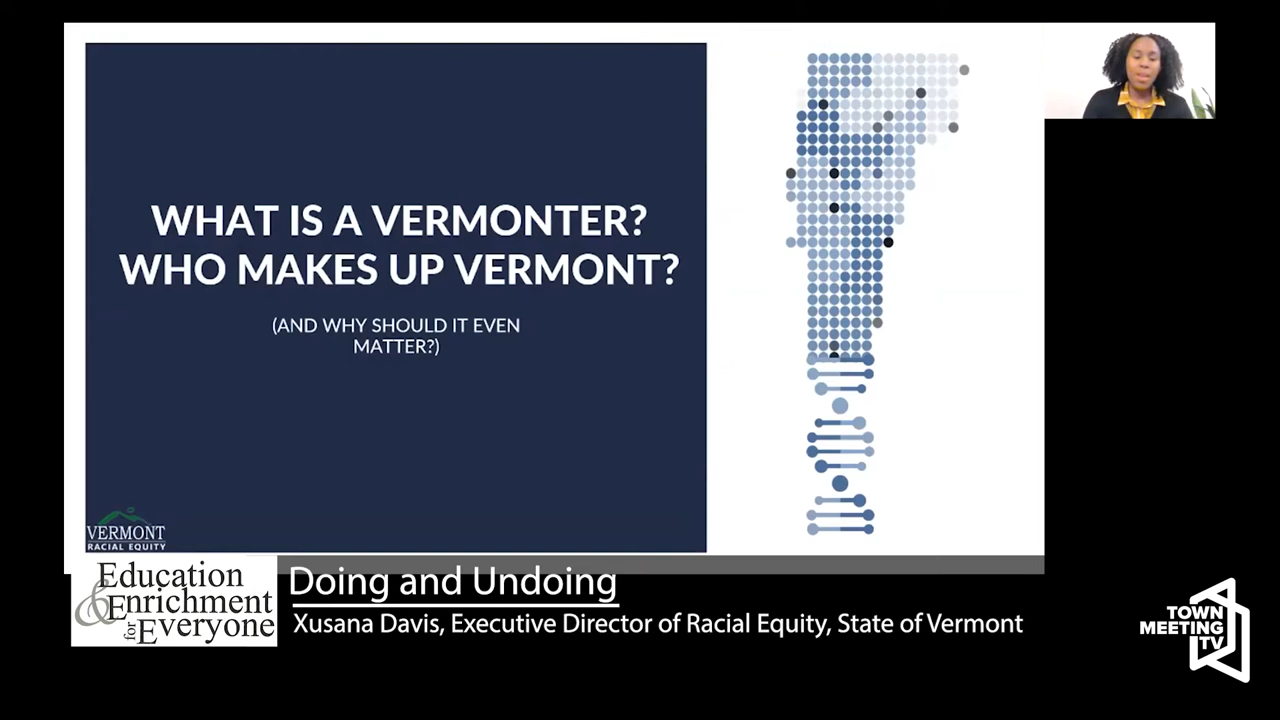 WHAT IS A VERMONTER?
WHO MAKES UP VERMONT?
(AND WHY SHOULD IT EVEN
MATTER?)
VERMONT
RACIAL EQUITY
Education
& Enrichment
for Everyone
Doing and Undoing
Xusana Davis, Executive Director of Racial Equity, State of Vermont
TOWN
MEETING
TV